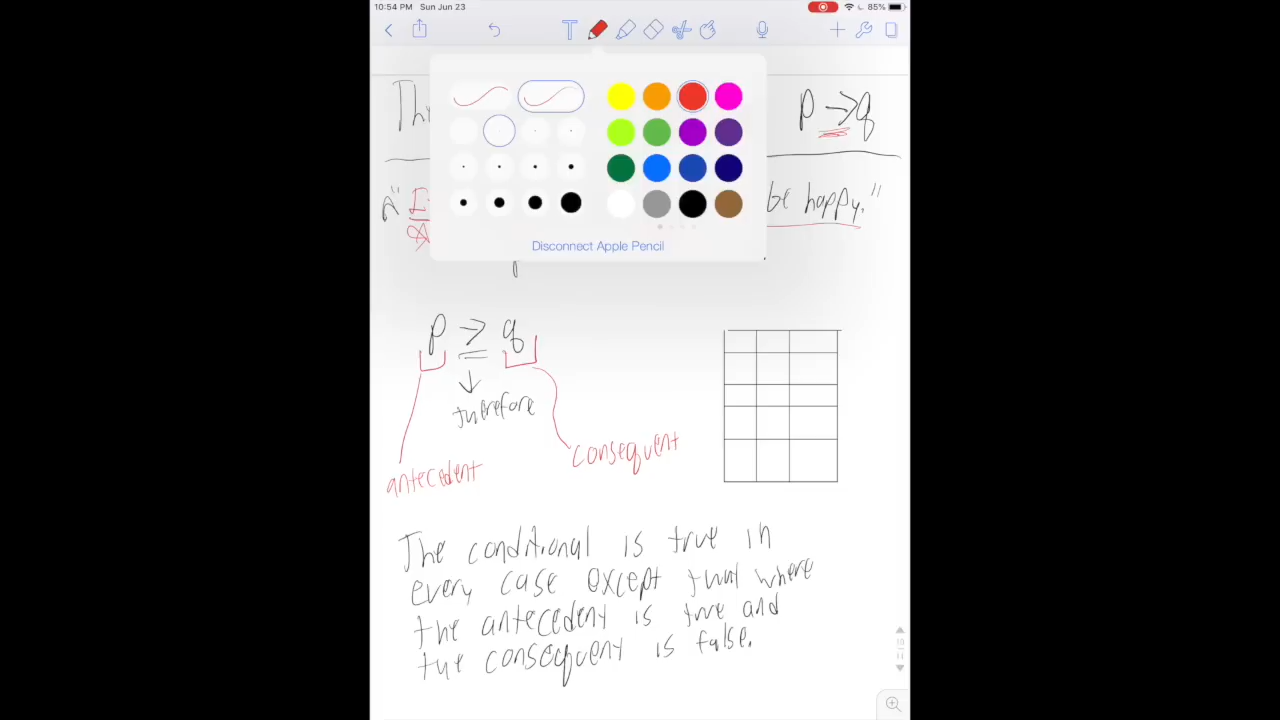 10:54 PM Sun Jun 23
85%
T
Disconnect Apple Pencil
The
p → q
be happy."
p → q
therefore
antecedent
consequent
The conditional is true in
every case except that where
the antecedent is true and
the consequent is false.